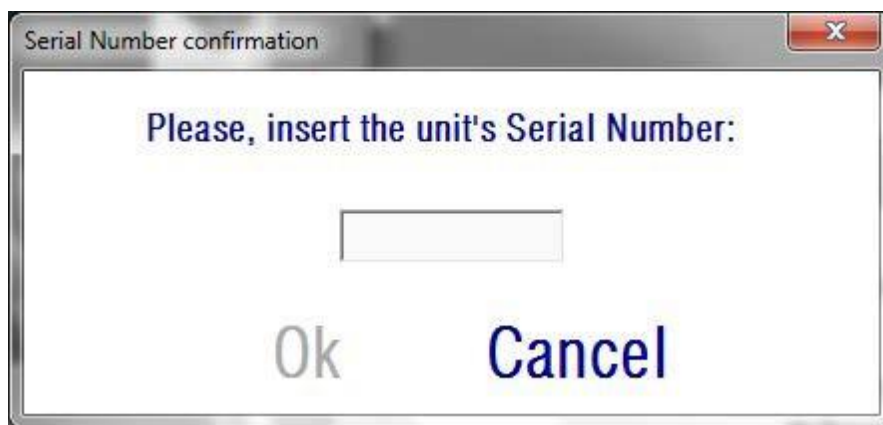 Serial Number confirmation
Please, insert the unit's Serial Number:
Ok Cancel